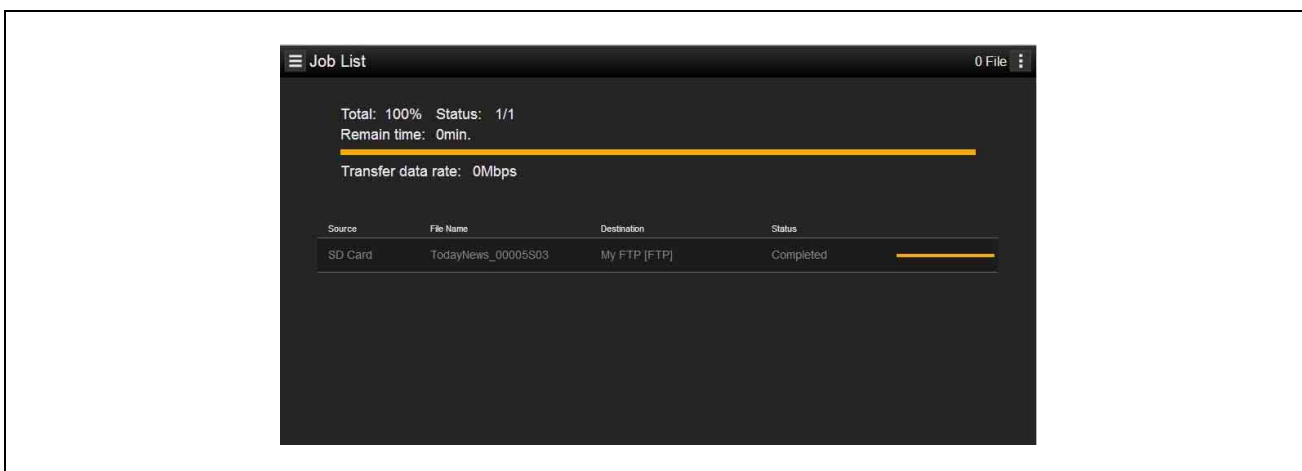 Job List 0 File
Total: 100% Status: 1/1
Remain time: 0min.
Transfer data rate: 0Mbps
Source File Name Destination Status
SD Card TodayNews_00005S03 My FTP [FTP] Completed